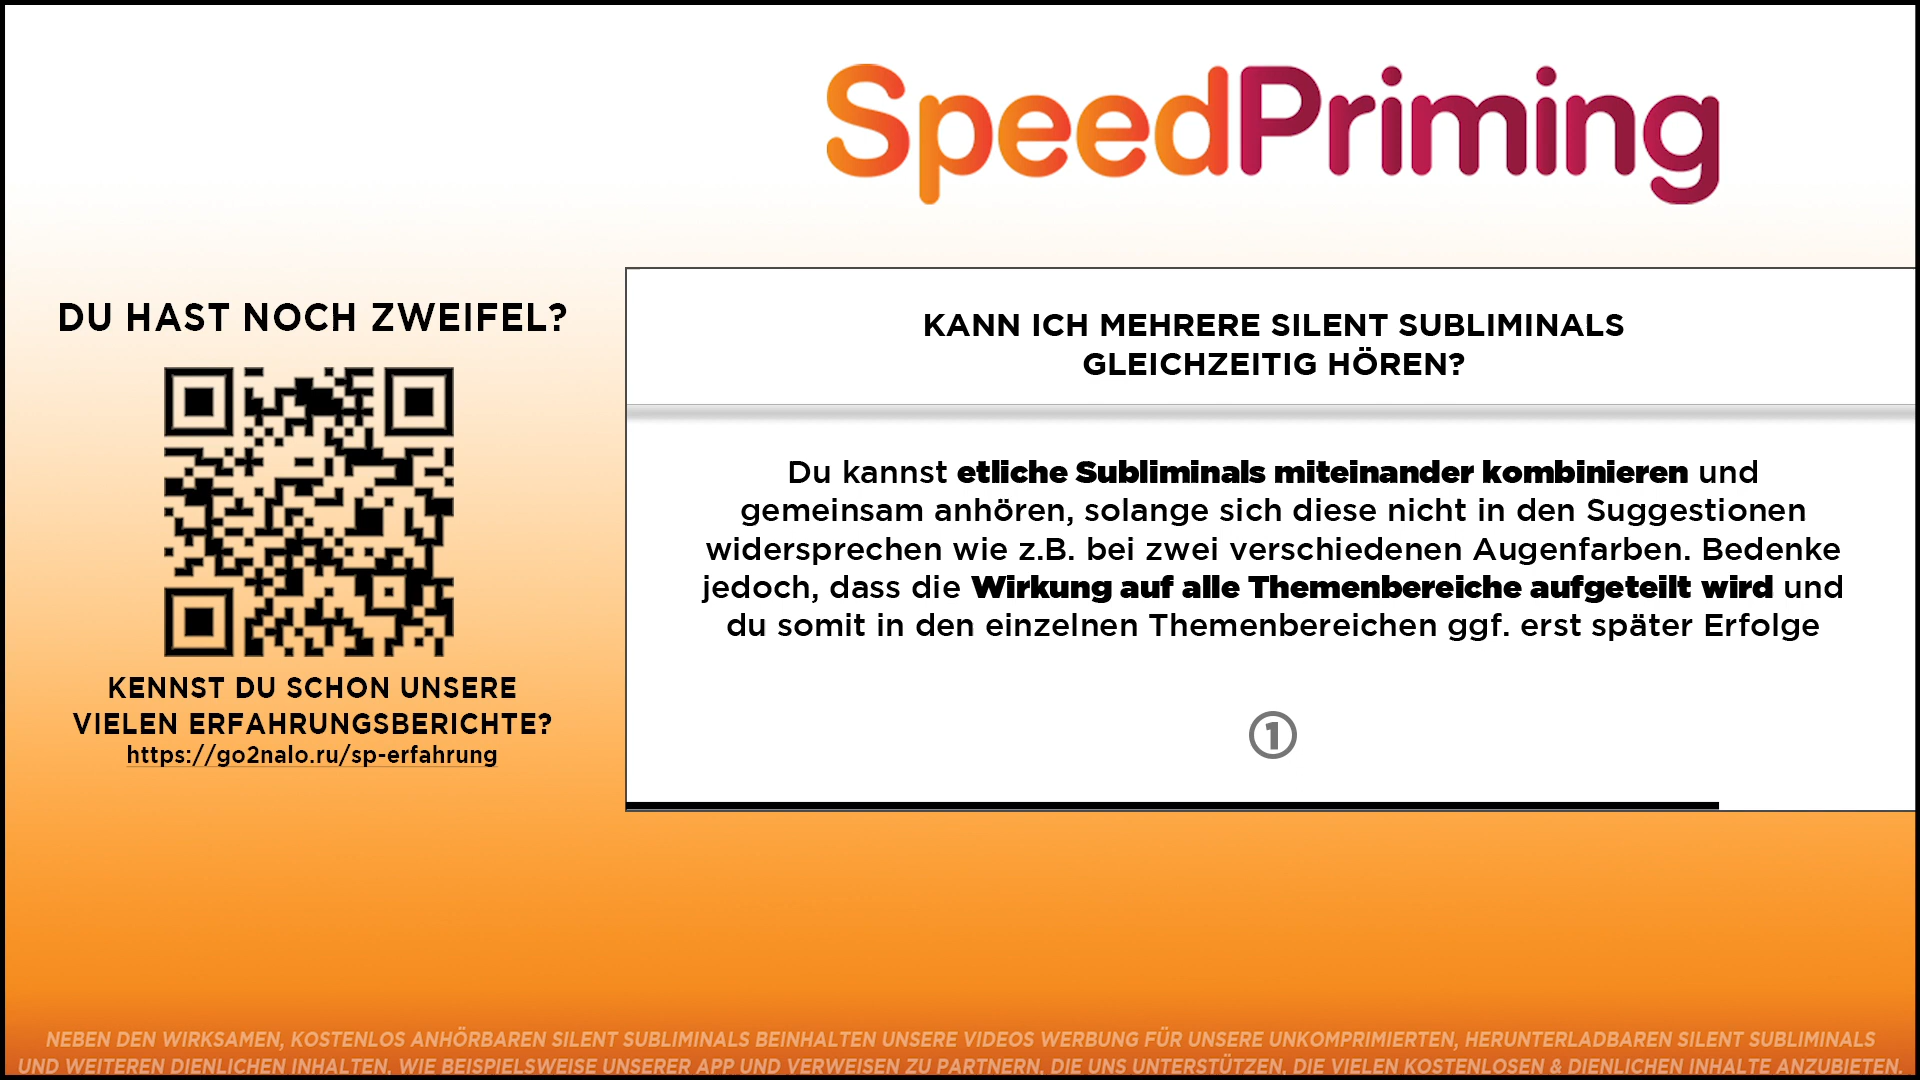 SpeedPriming
DU HAST NOCH ZWEIFEL?
KENNST DU SCHON UNSERE
VIELEN ERFAHRUNGSBERICHTE?
https://go2nalo.ru/sp-erfahrung
KANN ICH MEHRERE SILENT SUBLIMINALS
GLEICHZEITIG HÖREN?
Du kannst etliche Subliminals miteinander kombinieren und
gemeinsam anhören, solange sich diese nicht in den Suggestionen
widersprechen wie z.B. bei zwei verschiedenen Augenfarben. Bedenke
jedoch, dass die Wirkung auf alle Themenbereiche aufgeteilt wird und
du somit in den einzelnen Themenbereichen ggf. erst später Erfolge
1
NEBEN DEN WIRKSAMEN, KOSTENLOS ANHÖRBAREN SILENT SUBLIMINALS BEINHALTEN UNSERE VIDEOS WERBUNG FÜR UNSERE UNKOMPRIMIERTEN, HERUNTERLADBAREN SILENT SUBLIMINALS
UND WEITEREN DIENLICHEN INHALTEN, WIE BEISPIELSWEISE UNSERER APP UND VERWEISEN ZU PARTNERN, DIE UNS UNTERSTÜTZEN, DIE VIELEN KOSTENLOSEN & DIENLICHEN INHALTE ANZUBIETEN.